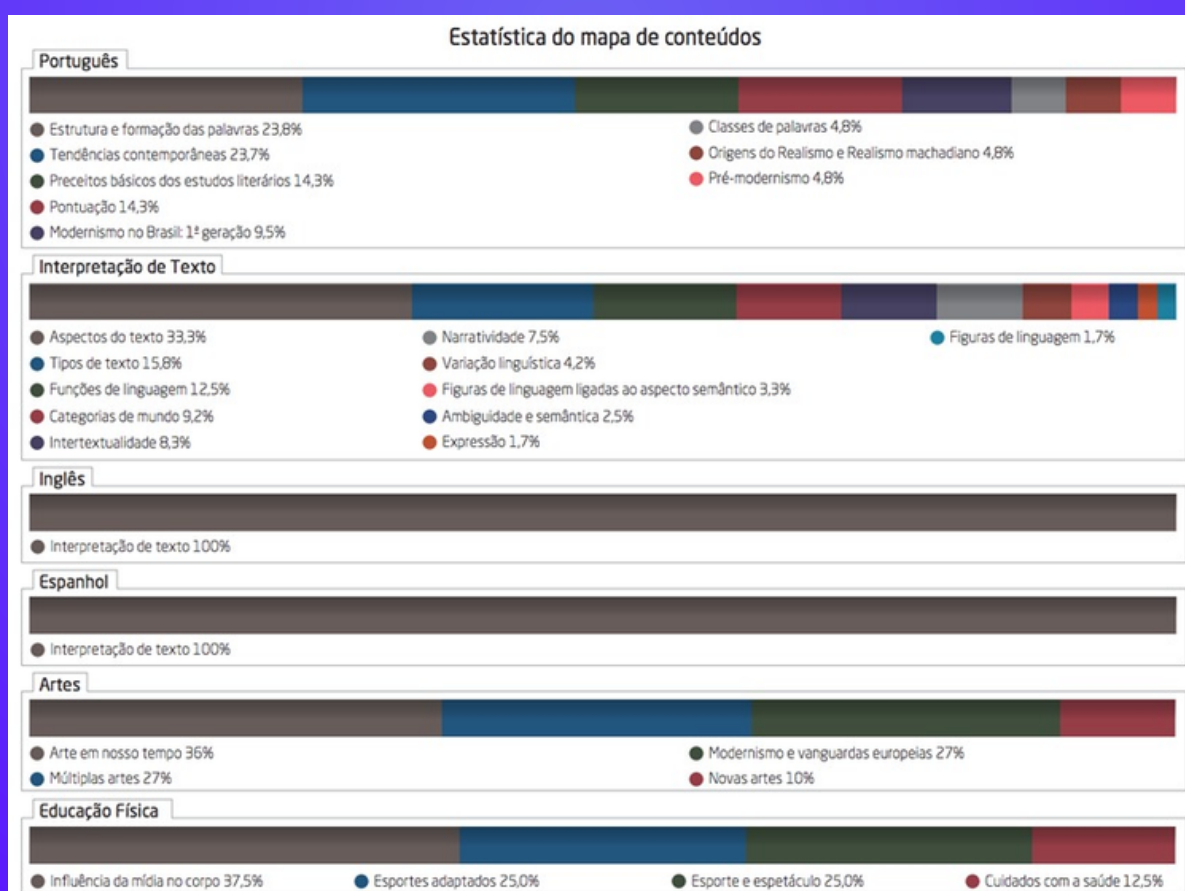 Estatística do mapa de conteúdos
Português
Estrutura e formação das palavras 23,8%
Tendências contemporâneas 23,7%
Preceitos básicos dos estudos literários 14,3%
Pontuação 14,3%
Modernismo no Brasil: 1ª geração 9,5%
Classes de palavras 4,8%
Origens do Realismo e Realismo machadiano 4,8%
Pré-modernismo 4,8%
Interpretação de Texto
Aspectos do texto 33,3%
Tipos de texto 15,8%
Funções de linguagem 12,5%
Categorias de mundo 9,2%
Intertextualidade 8,3%
Narratividade 7,5%
Variação linguística 4,2%
Figuras de linguagem ligadas ao aspecto semântico 3,3%
Ambiguidade e semântica 2,5%
Expressão 1,7%
Figuras de linguagem 1,7%
Inglês
Interpretação de texto 100%
Espanhol
Interpretação de texto 100%
Artes
Arte em nosso tempo 36%
Múltiplas artes 27%
Modernismo e vanguardas europeias 27%
Novas artes 10%
Educação Física
Influência da mídia no corpo 37,5%
Esportes adaptados 25,0%
Esporte e espetáculo 25,0%
Cuidados com a saúde 12,5%